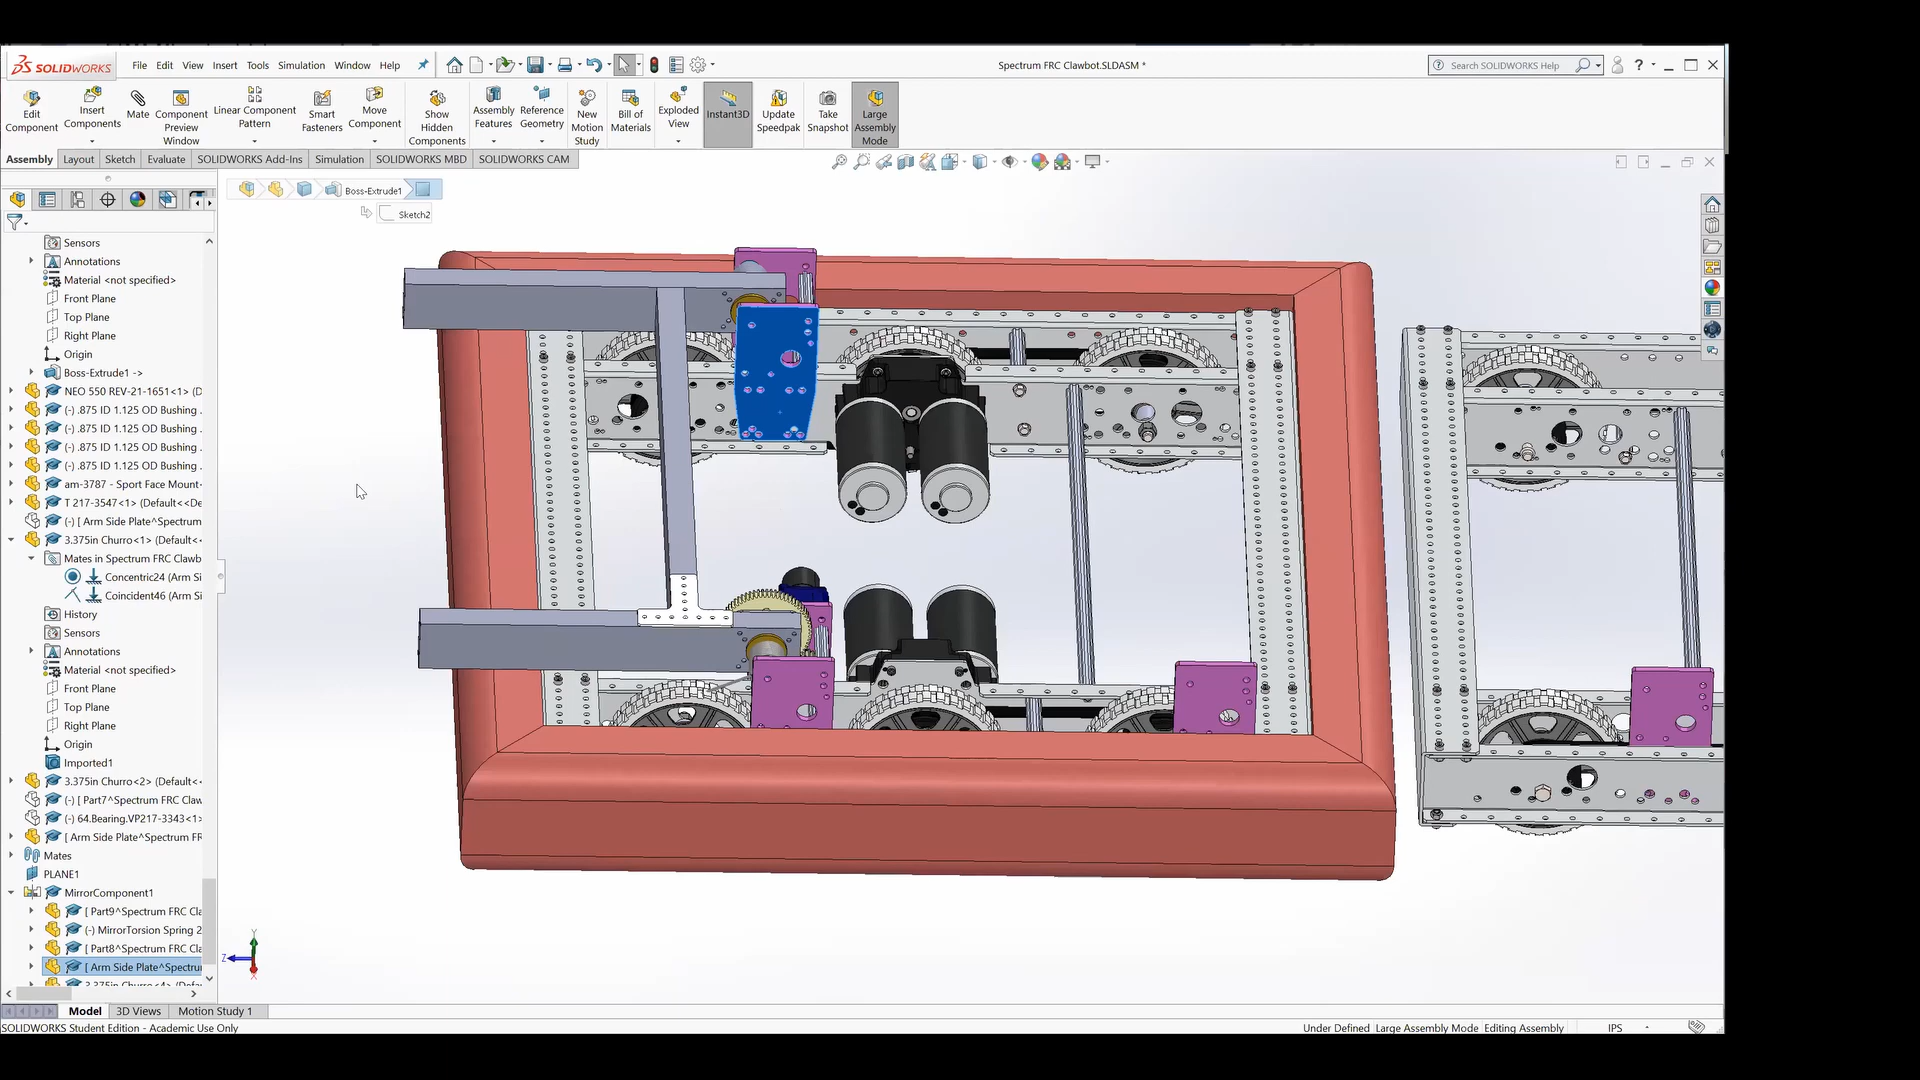 SOLIDWORKS
File Edit View Insert Tools Simulation Window Help
Spectrum FRC Clawbot.SLDASM *
Search SOLIDWORKS Help
?
Edit Component
Insert Components
Mate
Component Preview Window
Linear Component Pattern
Smart Fasteners
Move Component
Show Hidden Components
Assembly Features
Reference Geometry
New Motion Study
Bill of Materials
Exploded View
Instant3D
Update Speedpak
Take Snapshot
Large Assembly Mode
Assembly Layout Sketch Evaluate SOLIDWORKS Add-Ins Simulation SOLIDWORKS MBD SOLIDWORKS CAM
Boss-Extrude1
Sketch2
Sensors
Annotations
Material <not specified>
Front Plane
Top Plane
Right Plane
Origin
Boss-Extrude1 ->
NEO 550 REV-21-1651<1> (D
(-) .875 ID 1.125 OD Bushing .
(-) .875 ID 1.125 OD Bushing .
(-) .875 ID 1.125 OD Bushing .
(-) .875 ID 1.125 OD Bushing .
am-3787 - Sport Face Mount
T 217-3547<1> (Default<<De
(-) [ Arm Side Plate^Spectrum
3.375in Churro<1> (Default<<
Mates in Spectrum FRC Clawb
Concentric24 (Arm Si
Coincident46 (Arm Si
History
Sensors
Annotations
Material <not specified>
Front Plane
Top Plane
Right Plane
Origin
Imported1
3.375in Churro<2> (Default<<
(-) [ Part7^Spectrum FRC Claw
(-) 64.Bearing.VP217-3343<1>
[ Arm Side Plate^Spectrum FR
Mates
PLANE1
MirrorComponent1
[ Part9^Spectrum FRC Cla
(-) MirrorTorsion Spring 2
[ Part8^Spectrum FRC Cla
[ Arm Side Plate^Spectru
3.375in Churro<4> (Defa
Y
Z
X
Model 3D Views Motion Study 1
SOLIDWORKS Student Edition - Academic Use Only
Under Defined Large Assembly Mode Editing Assembly IPS